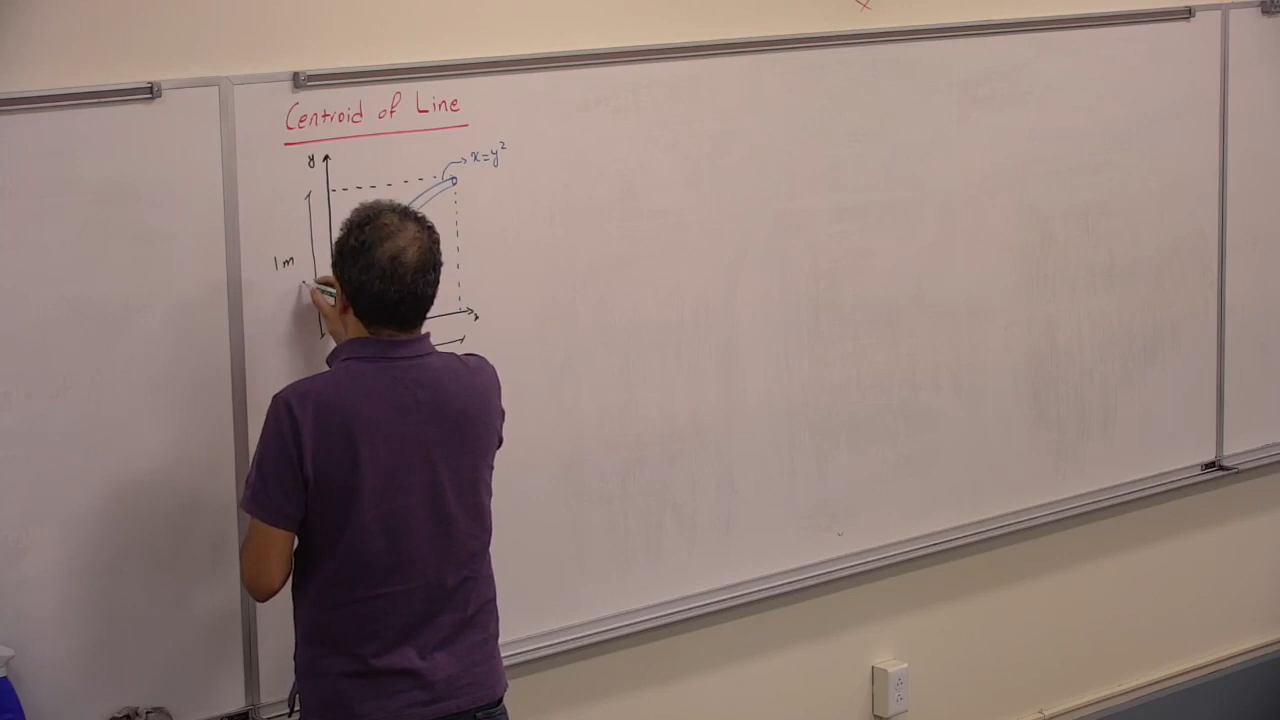 Centroid of Line
y
x=y²
1m
x